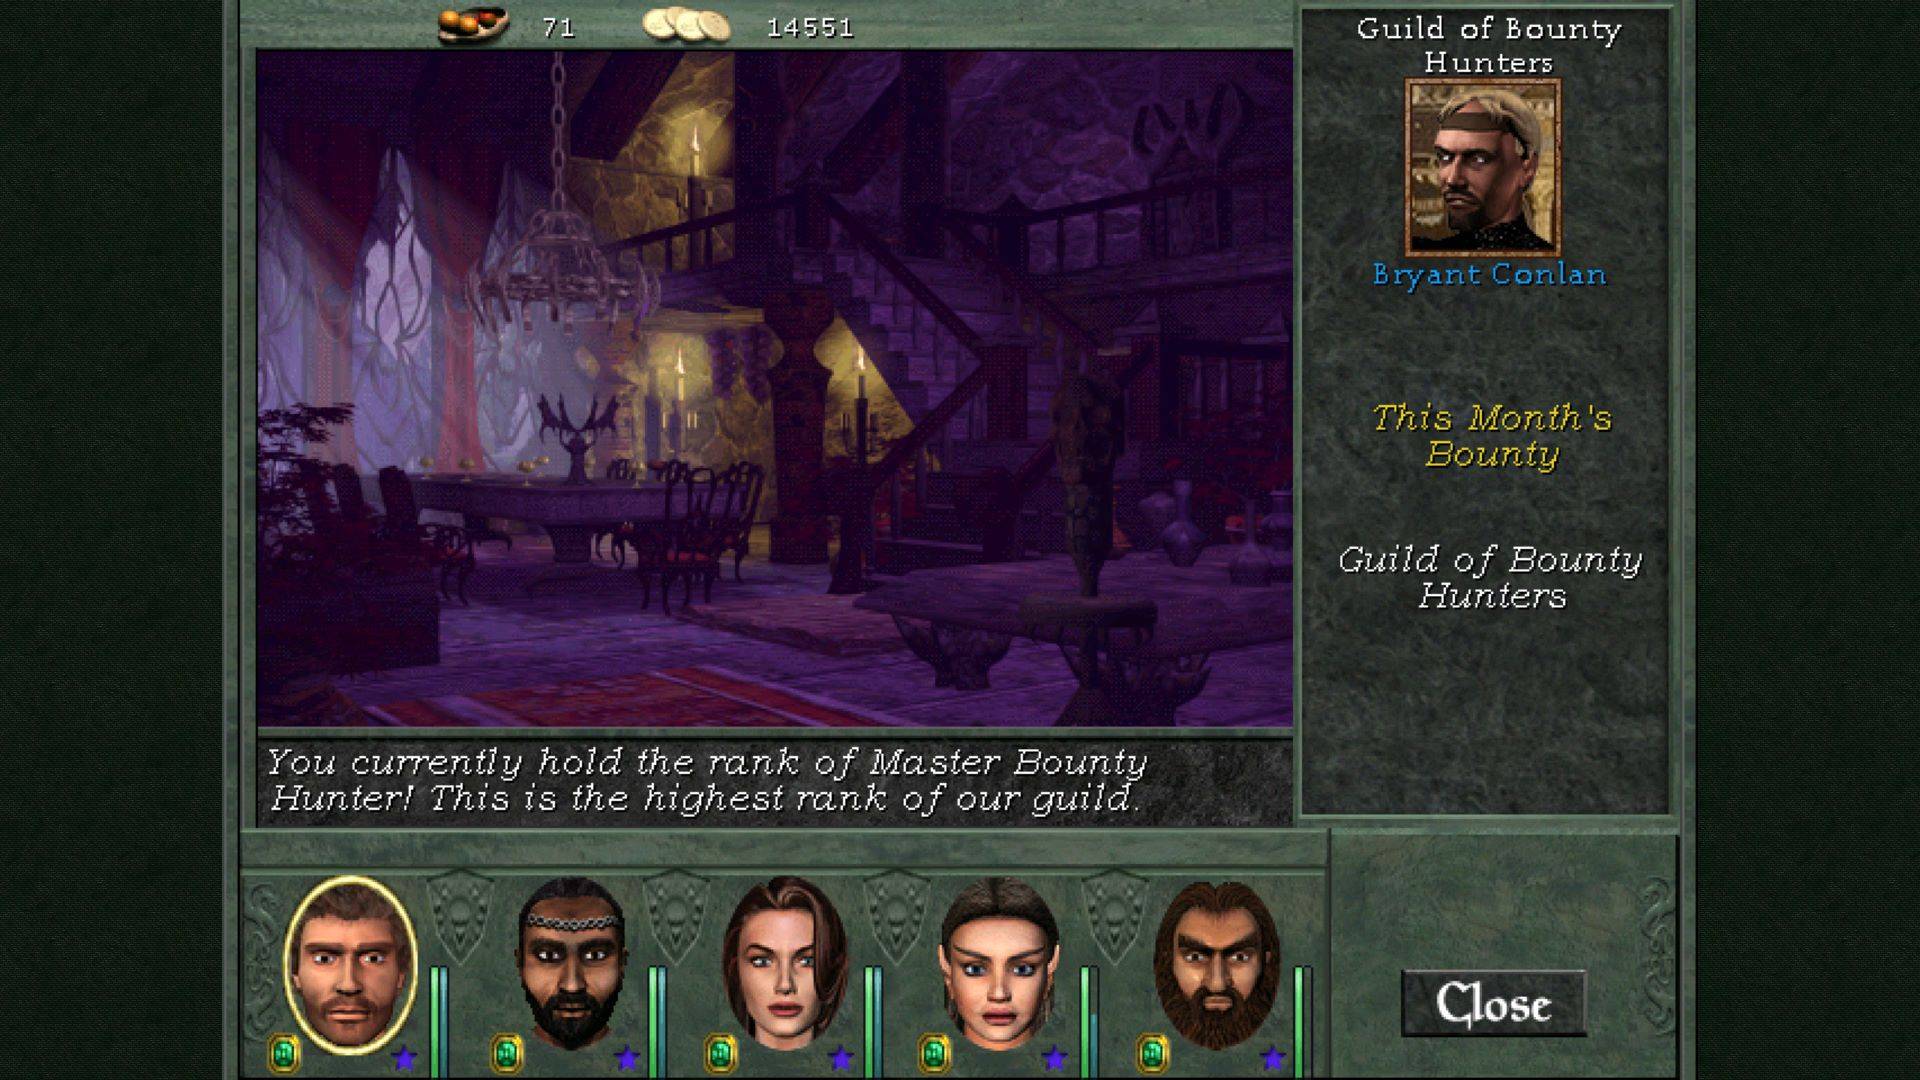 71
14551
Guild of Bounty
Hunters
Bryant Conlan
This Month's
Bounty
Guild of Bounty
Hunters
You currently hold the rank of Master Bounty
Hunter! This is the highest rank of our guild.
Close